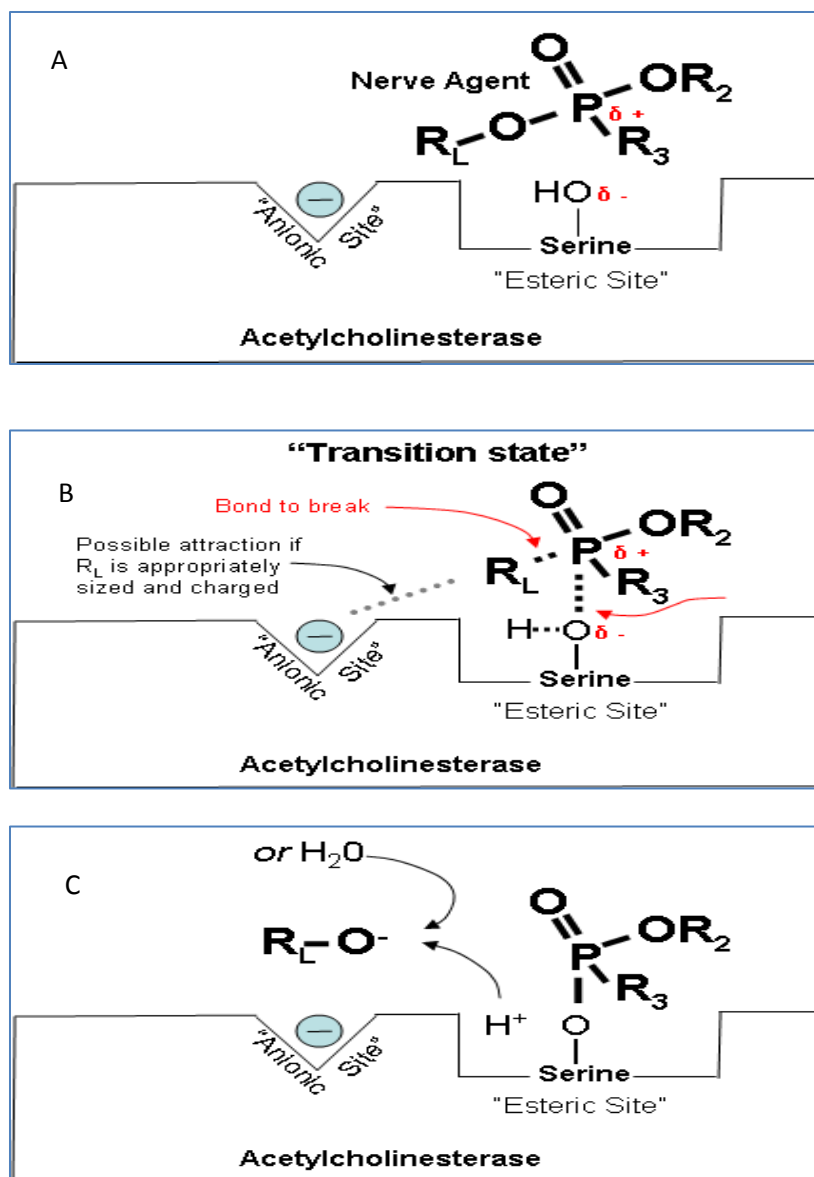 A
Nerve Agent
O
P
OR2
δ +
RL
O
R3
HO
δ -
"Anionic
Site"
Serine
"Esteric Site"
Acetylcholinesterase
"Transition state"
B
Bond to break
Possible attraction if
RL is appropriately
sized and charged
O
P
OR2
δ +
RL
R3
H
O
δ -
"Anionic
Site"
Serine
"Esteric Site"
Acetylcholinesterase
or H20
C
RL-O-
O
P
OR2
R3
H+
O
"Anionic
Site"
Serine
"Esteric Site"
Acetylcholinesterase